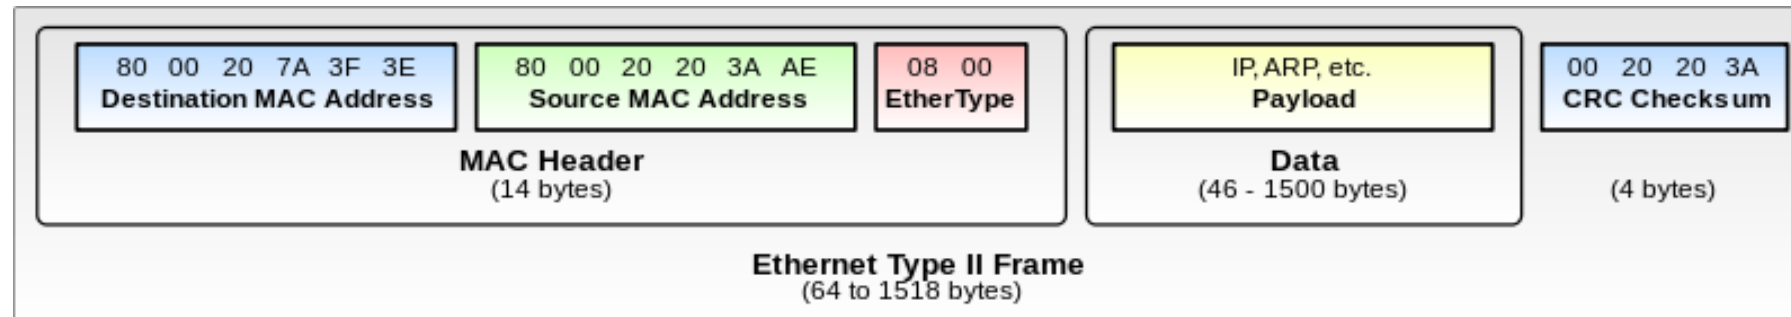 80 00 20 7A 3F 3E
Destination MAC Address
80 00 20 20 3A AE
Source MAC Address
08 00
EtherType
MAC Header
(14 bytes)
IP, ARP, etc.
Payload
Data
(46 - 1500 bytes)
00 20 20 3A
CRC Checksum
(4 bytes)
Ethernet Type II Frame
(64 to 1518 bytes)